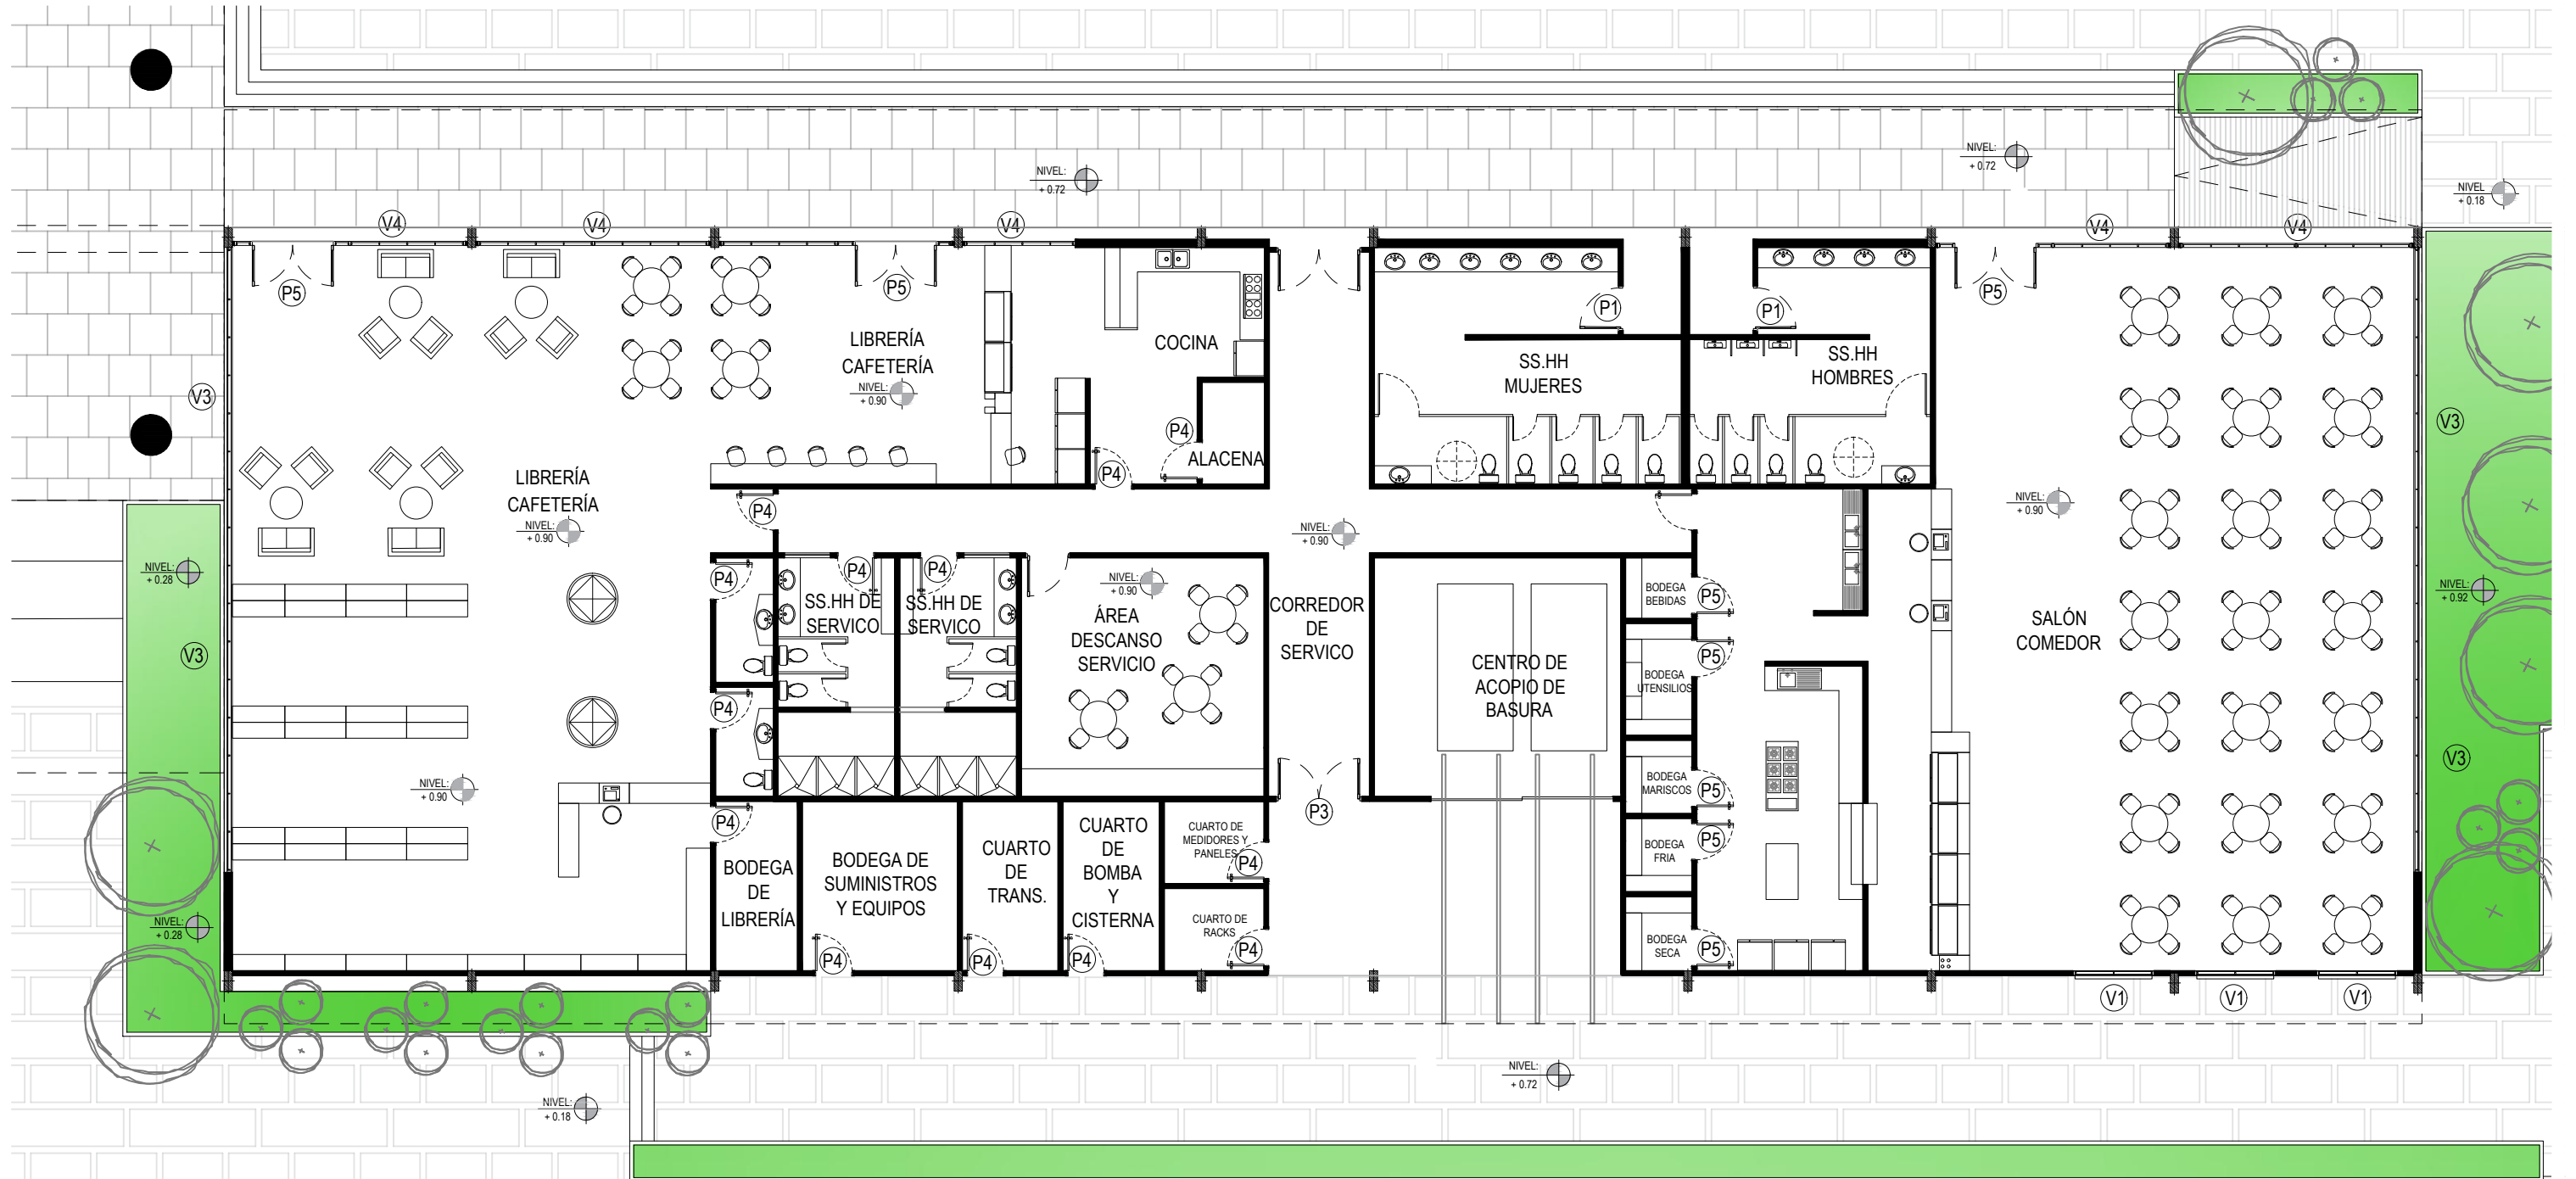 NIVEL:
+ 0.72
NIVEL:
+ 0.72
NIVEL
+ 0.18
V4
V4
V4
V4
V4
P5
P5
P1
P1
P5
LIBRERÍA
CAFETERÍA
NIVEL:
+ 0.90
COCINA
SS.HH
MUJERES
SS.HH
HOMBRES
V3
V3
P4
ALACENA
P4
LIBRERÍA
CAFETERÍA
NIVEL:
+ 0.90
P4
NIVEL:
+ 0.90
NIVEL:
+ 0.90
NIVEL:
+ 0.28
P4
P4
P4
SS.HH DE
SERVICO
SS.HH DE
SERVICO
NIVEL:
+ 0.90
ÁREA
DESCANSO
SERVICIO
CORREDOR
DE
SERVICO
BODEGA
BEBIDAS
P5
NIVEL:
+ 0.92
SALÓN
COMEDOR
V3
P4
CENTRO DE
ACOPIO DE
BASURA
BODEGA
UTENSILIOS
P5
V3
NIVEL:
+ 0.90
P3
BODEGA
MARISCOS
P5
P4
BODEGA
DE
LIBRERÍA
BODEGA DE
SUMINISTROS
Y EQUIPOS
CUARTO
DE
TRANS.
CUARTO
DE
BOMBA
Y
CISTERNA
CUARTO DE
MEDIDORES Y
PANELES
P4
BODEGA
FRIA
P5
NIVEL:
+ 0.28
CUARTO DE
RACKS
P4
BODEGA
SECA
P5
P4
P4
P4
V1
V1
V1
NIVEL:
+ 0.72
NIVEL:
+ 0.18